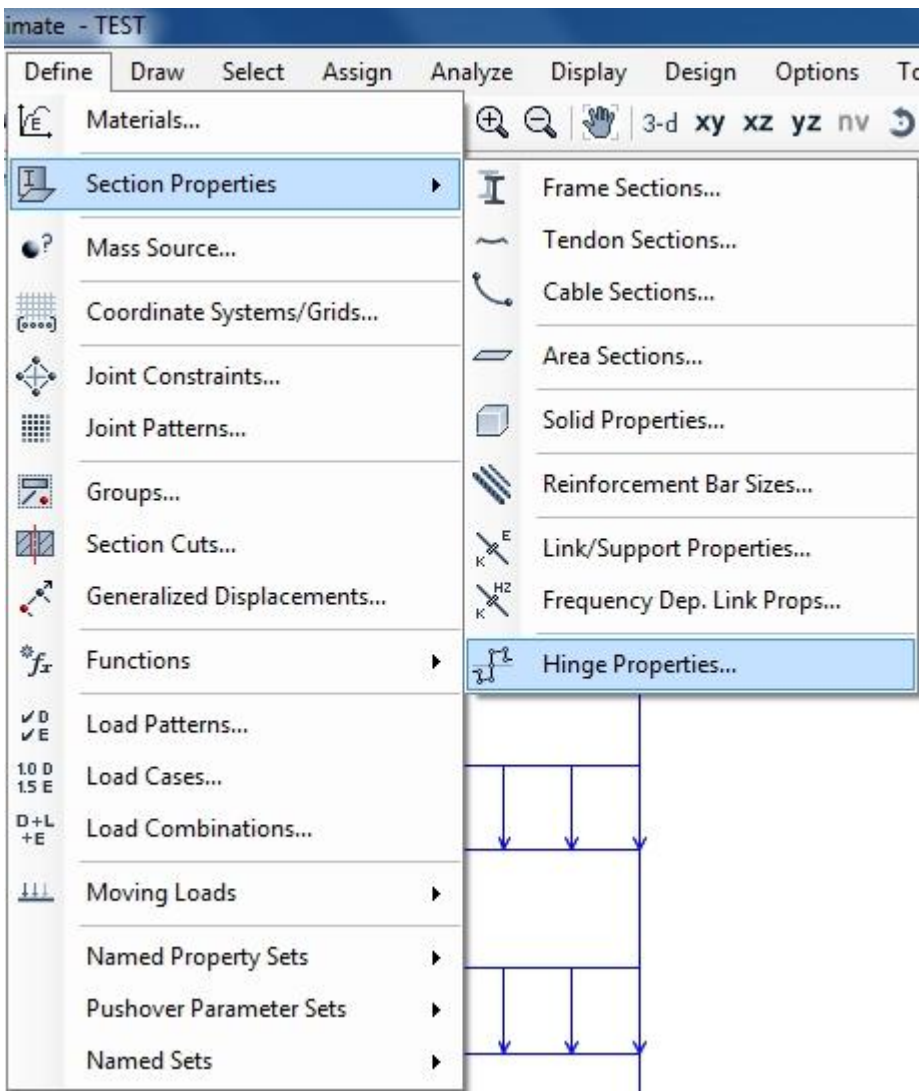 imate - TEST
Define Draw Select Assign Analyze Display Design Options To
3-d xy xz yz nv
Materials...
Section Properties
Mass Source...
Coordinate Systems/Grids...
Joint Constraints...
Joint Patterns...
Groups...
Section Cuts...
Generalized Displacements...
Functions
Load Patterns...
Load Cases...
Load Combinations...
Moving Loads
Named Property Sets
Pushover Parameter Sets
Named Sets
Frame Sections...
Tendon Sections...
Cable Sections...
Area Sections...
Solid Properties...
Reinforcement Bar Sizes...
Link/Support Properties...
Frequency Dep. Link Props...
Hinge Properties...